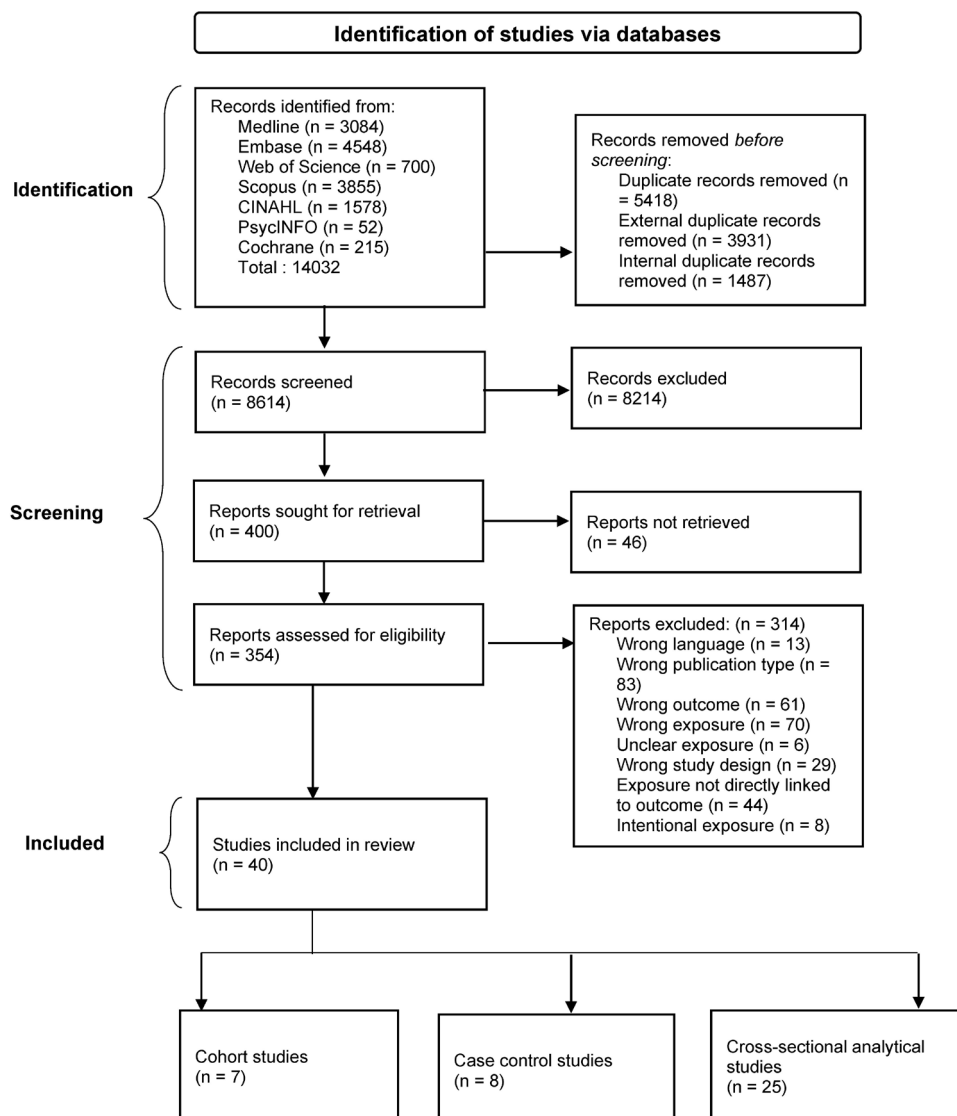 Identification of studies via databases
Identification
Records identified from:
Medline (n = 3084)
Embase (n = 4548)
Web of Science (n = 700)
Scopus (n = 3855)
CINAHL (n = 1578)
PsycINFO (n = 52)
Cochrane (n = 215)
Total : 14032
Records removed before
screening:
Duplicate records removed (n
= 5418)
External duplicate records
removed (n = 3931)
Internal duplicate records
removed (n = 1487)
Screening
Records screened
(n = 8614)
Records excluded
(n = 8214)
Reports sought for retrieval
(n = 400)
Reports not retrieved
(n = 46)
Reports assessed for eligibility
(n = 354)
Reports excluded: (n = 314)
Wrong language (n = 13)
Wrong publication type (n =
83)
Wrong outcome (n = 61)
Wrong exposure (n = 70)
Unclear exposure (n = 6)
Wrong study design (n = 29)
Exposure not directly linked
to outcome (n = 44)
Intentional exposure (n = 8)
Included
Studies included in review
(n = 40)
Cohort studies
(n = 7)
Case control studies
(n = 8)
Cross-sectional analytical
studies
(n = 25)